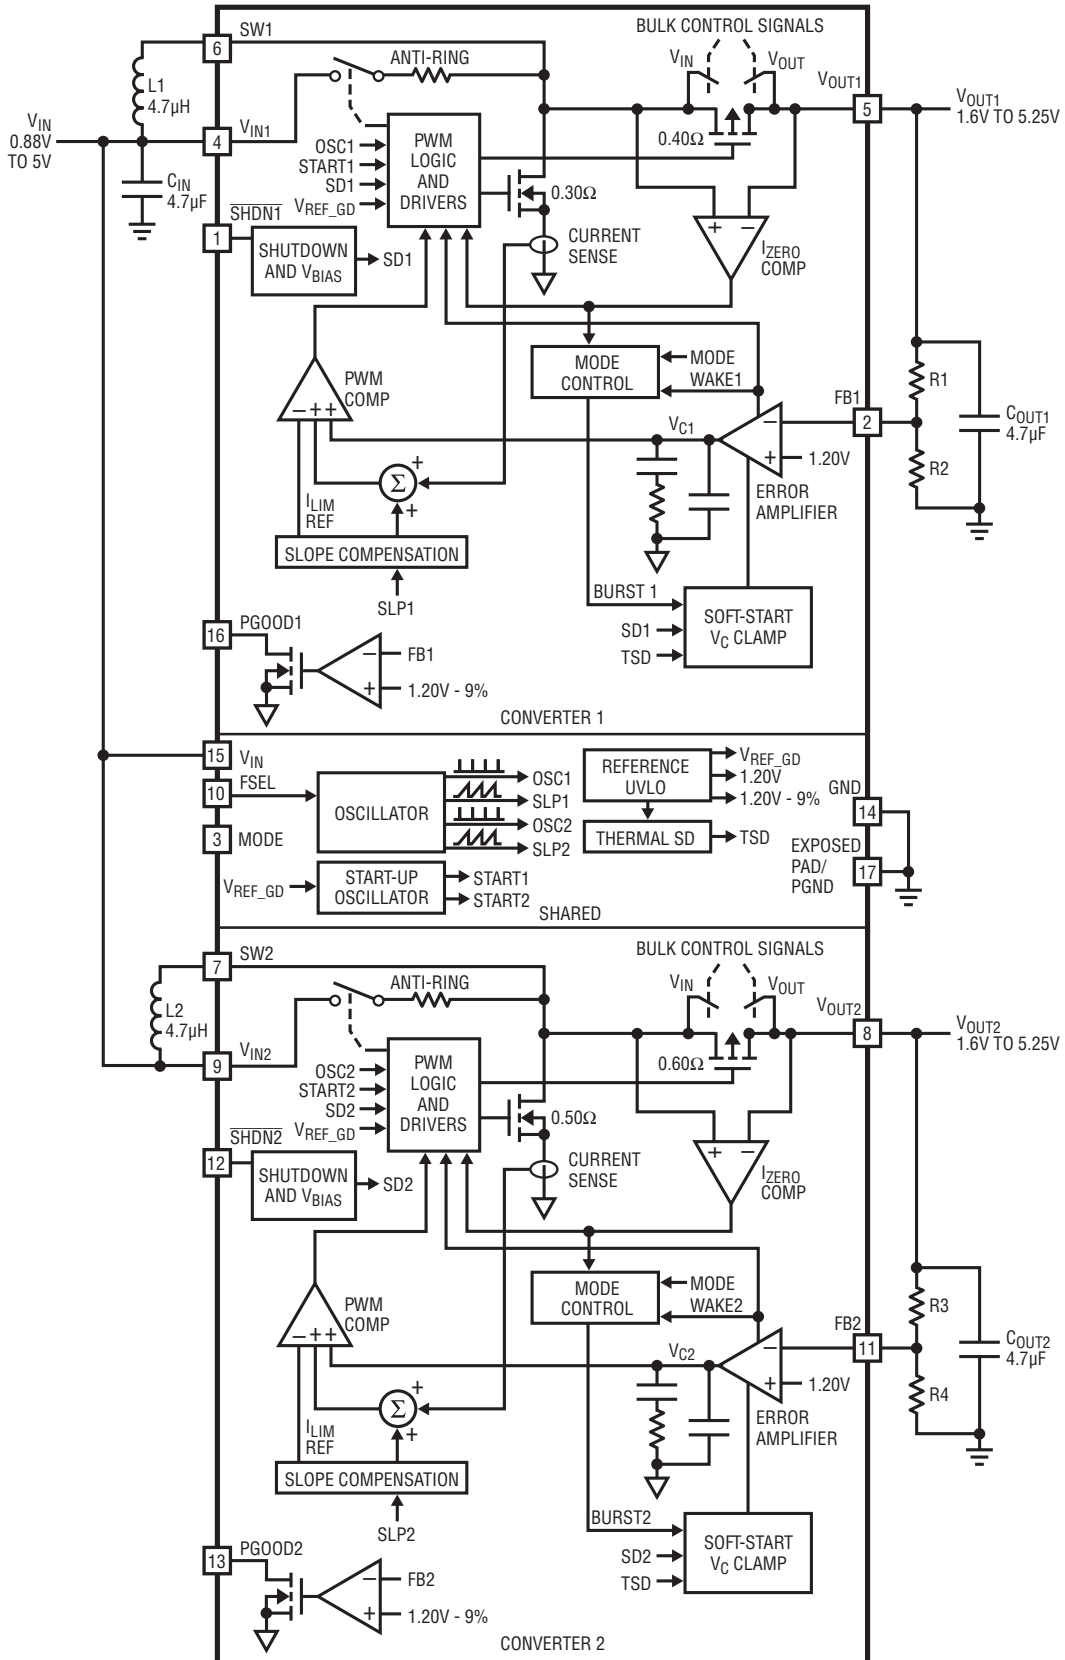 SW1
6
BULK CONTROL SIGNALS
ANTI-RING
VIN
VOUT
VOUT1
5
VOUT1
1.6V TO 5.25V
L1
4.7µH
VIN
0.88V
TO 5V
4
VIN1
CIN
4.7µF
OSC1
START1
SD1
VREF_GD
PWM
LOGIC
AND
DRIVERS
0.40Ω
0.30Ω
SHDN1
1
SHUTDOWN
AND VBIAS
SD1
CURRENT
SENSE
+
–
IZERO
COMP
MODE
CONTROL
MODE
WAKE1
PWM
COMP
–
+
+
VC1
–
+
1.20V
ERROR
AMPLIFIER
FB1
2
R1
R2
COUT1
4.7µF
Σ
+
+
ILIM
REF
SLOPE COMPENSATION
SLP1
BURST 1
SD1
TSD
SOFT-START
VC CLAMP
PGOOD1
16
–
+
FB1
1.20V - 9%
CONVERTER 1
15
VIN
10
FSEL
3
MODE
OSCILLATOR
OSC1
SLP1
OSC2
SLP2
REFERENCE
UVLO
VREF_GD
1.20V
1.20V - 9%
THERMAL SD
TSD
GND
14
EXPOSED
PAD/
PGND
17
VREF_GD
START-UP
OSCILLATOR
START1
START2
SHARED
SW2
7
BULK CONTROL SIGNALS
ANTI-RING
VIN
VOUT
VOUT2
8
VOUT2
1.6V TO 5.25V
L2
4.7µH
9
VIN2
OSC2
START2
SD2
VREF_GD
PWM
LOGIC
AND
DRIVERS
0.60Ω
0.50Ω
SHDN2
12
SHUTDOWN
AND VBIAS
SD2
CURRENT
SENSE
+
–
IZERO
COMP
MODE
CONTROL
MODE
WAKE2
PWM
COMP
–
+
+
VC2
–
+
1.20V
ERROR
AMPLIFIER
FB2
11
R3
R4
COUT2
4.7µF
Σ
+
+
ILIM
REF
SLOPE COMPENSATION
SLP2
BURST2
SD2
TSD
SOFT-START
VC CLAMP
PGOOD2
13
–
+
FB2
1.20V - 9%
CONVERTER 2